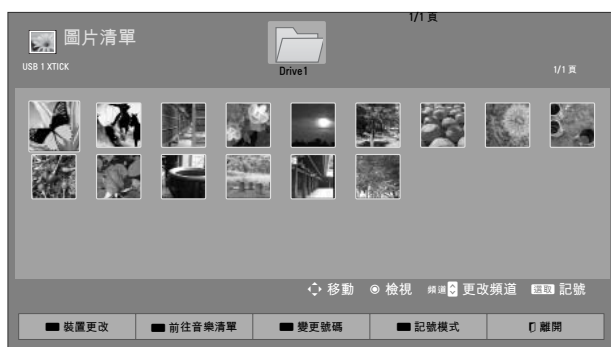 1/1 頁
圖片清單
USB 1 XTICK
Drive1
1/1 頁
移動 檢視 頻道 更改頻道 選取 記號
裝置更改 前往音樂清單 變更號碼 記號模式 離開